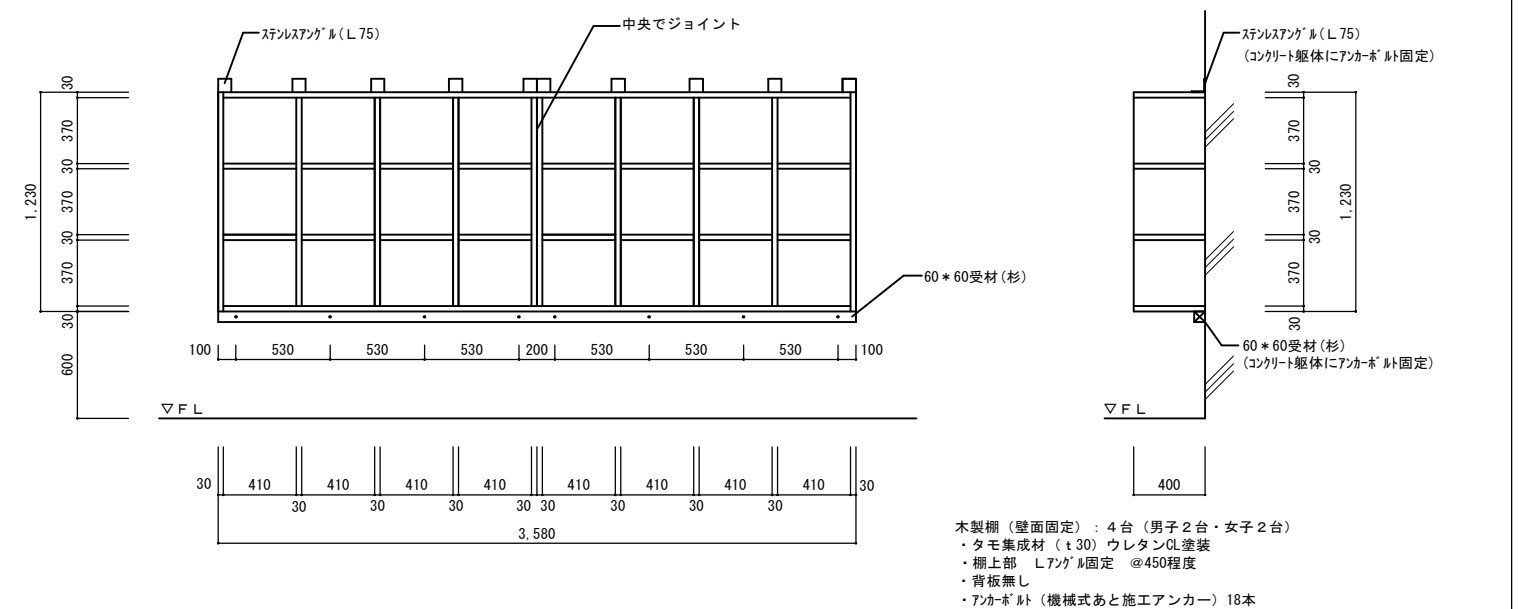 ステンレスアングル(L75)
中央でジョイント
ステンレスアングル(L75)
(コンクリート躯体にアンカーボルト固定)
30
370
30
370
30
370
30
600
1,230
30
370
30
370
30
370
30
1,230
60*60受材(杉)
60*60受材(杉)
(コンクリート躯体にアンカーボルト固定)
100 530 530 530 200 530 530 530 100
▽FL
▽FL
30 410 410 410 410 410 410 410 410 30
30 30 30 30 30 30 30 30
3,580
400
木製棚(壁面固定):4台(男子2台・女子2台)
・タモ集成材(t30)ウレタンCL塗装
・棚上部 Lアングル固定 @450程度
・背板無し
・アンカーボルト(機械式あと施工アンカー)18本